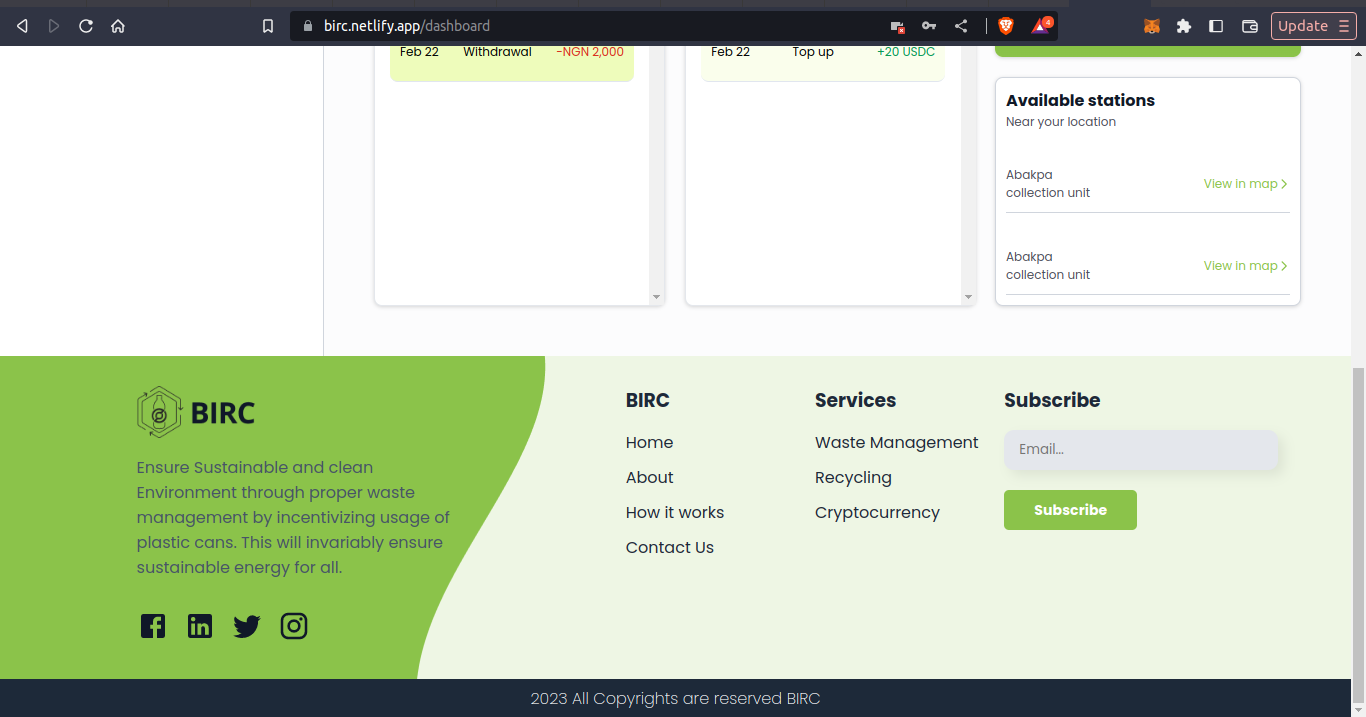 birc.netlify.app/dashboard
4
Update
Feb 22 Withdrawal -NGN 2,000
Feb 22 Top up +20 USDC
Available stations
Near your location
Abakpa
collection unit
View in map
Abakpa
collection unit
View in map
BIRC
Ensure Sustainable and clean
Environment through proper waste
management by incentivizing usage of
plastic cans. This will invariably ensure
sustainable energy for all.
BIRC
Home
About
How it works
Contact Us
Services
Waste Management
Recycling
Cryptocurrency
Subscribe
Email...
Subscribe
2023 All Copyrights are reserved BIRC